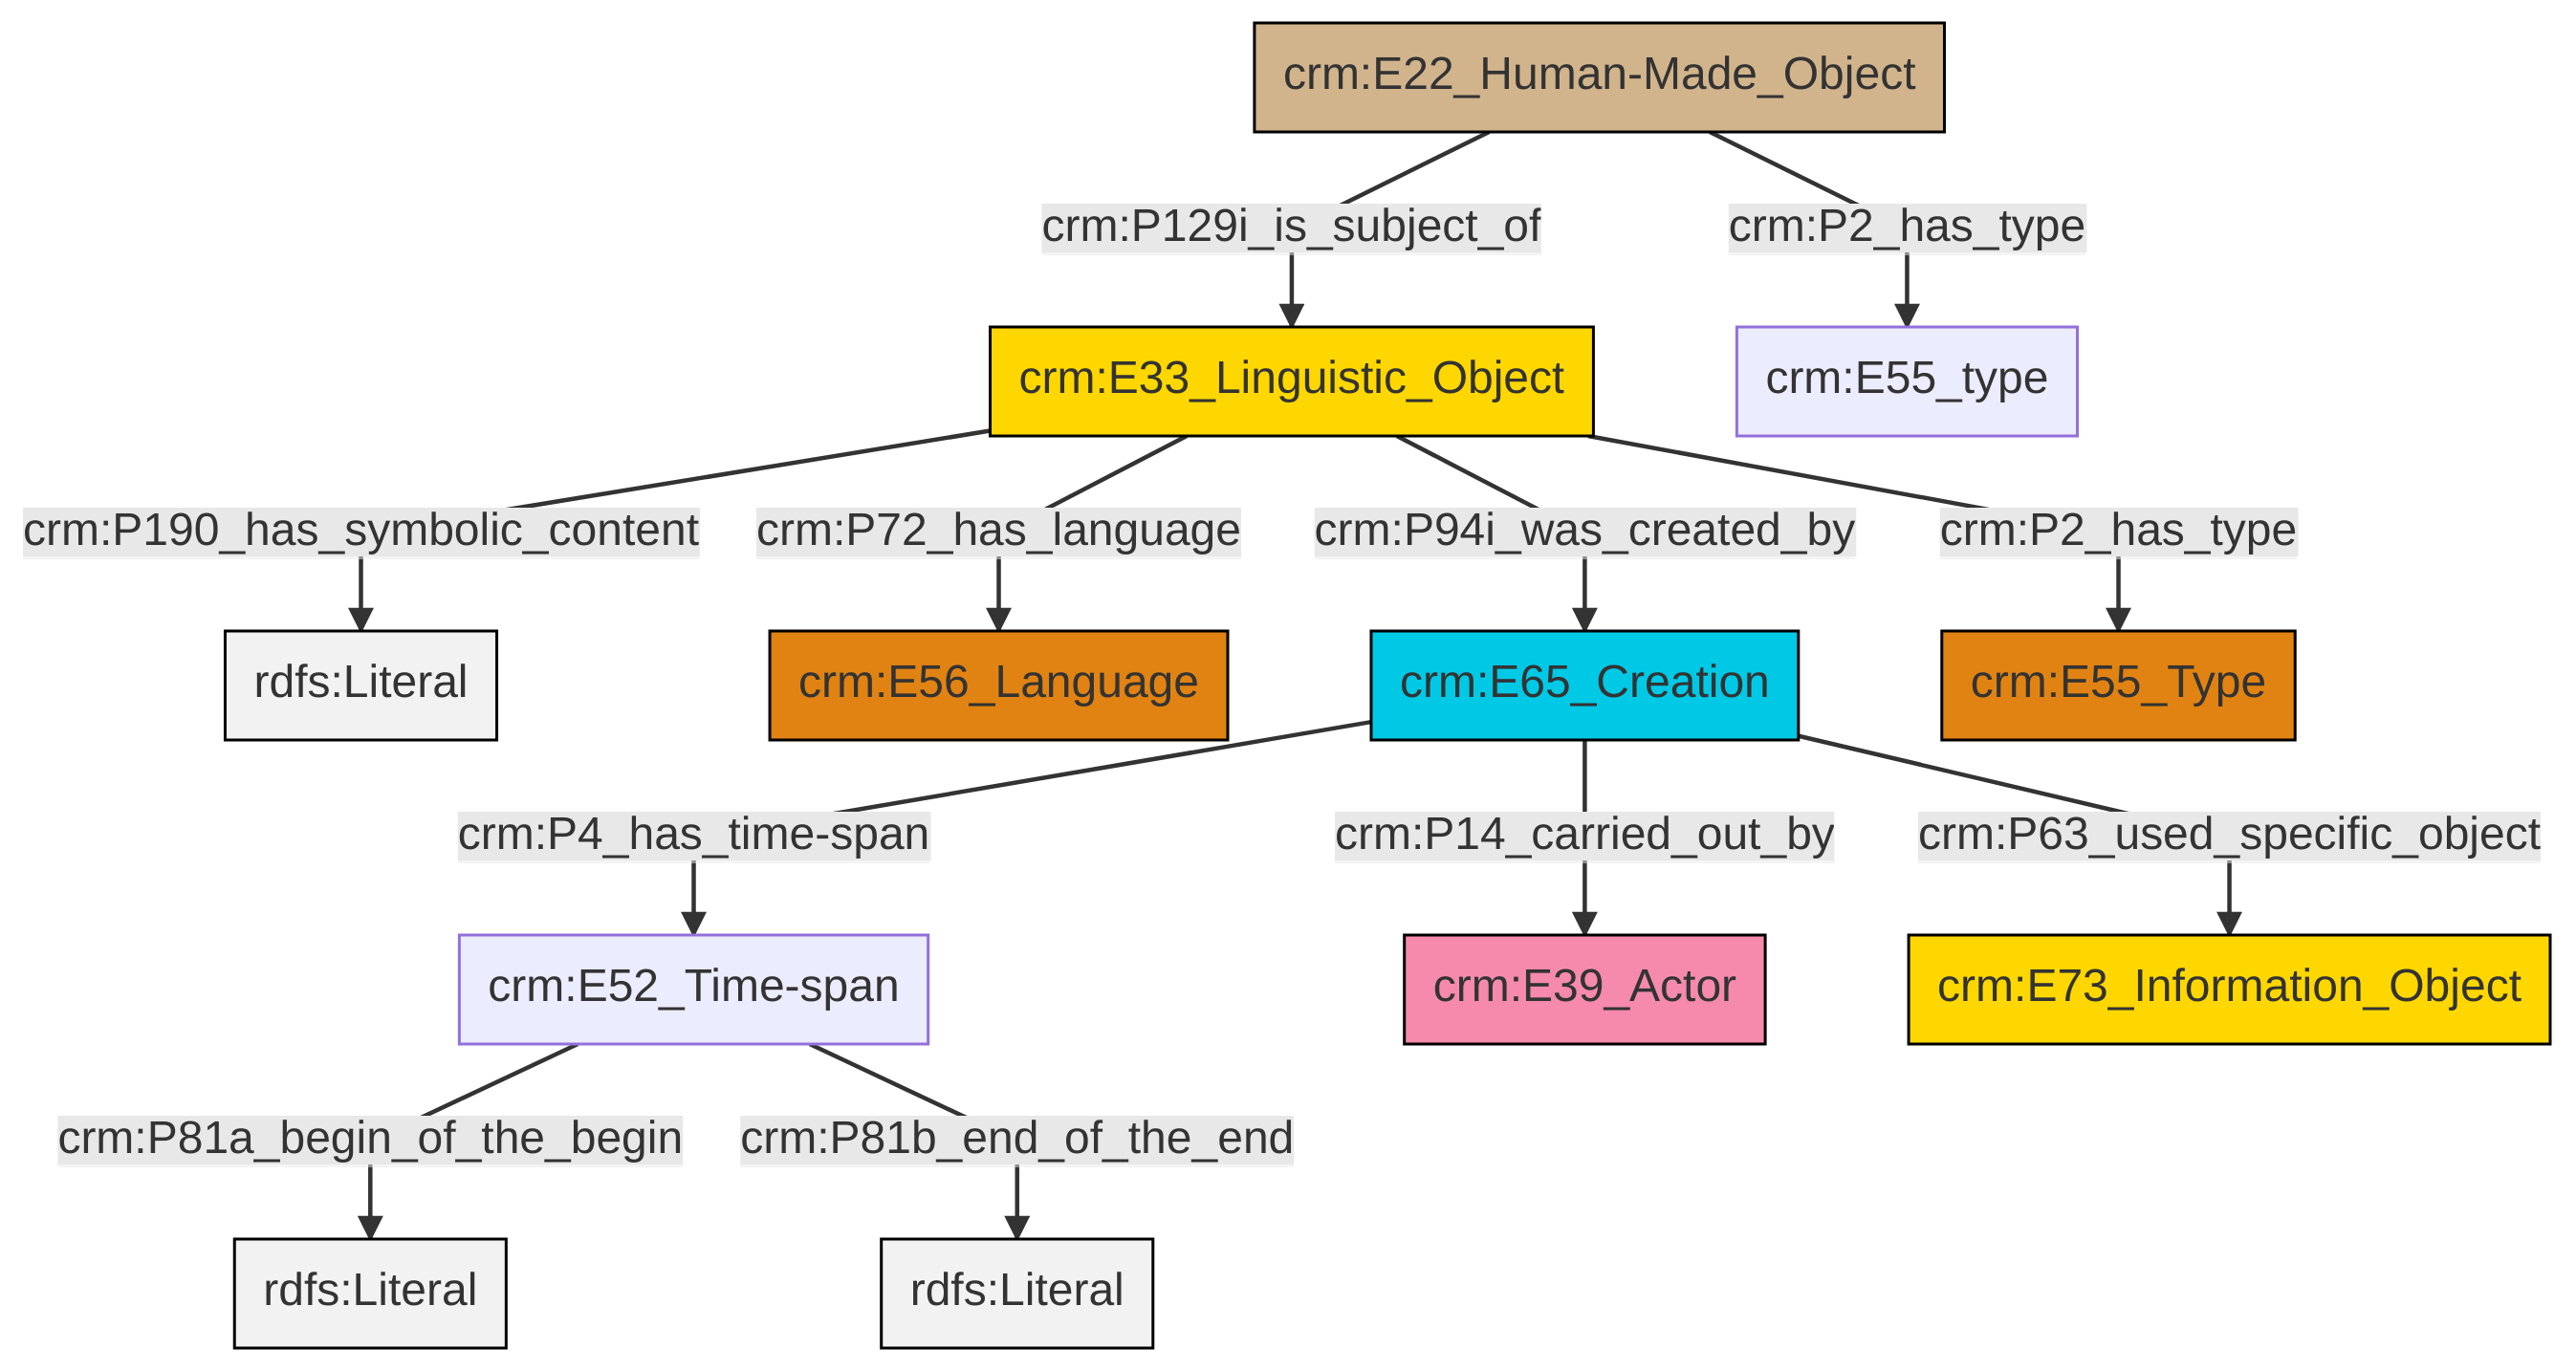 crm:E22_Human-Made_Object
crm:P129i_is_subject_of
crm:P2_has_type
crm:E33_Linguistic_Object
crm:E55_type
crm:P190_has_symbolic_content
crm:P72_has_language
crm:P94i_was_created_by
crm:P2_has_type
rdfs:Literal
crm:E56_Language
crm:E65_Creation
crm:E55_Type
crm:P4_has_time-span
crm:P14_carried_out_by
crm:P63_used_specific_object
crm:E52_Time-span
crm:E39_Actor
crm:E73_Information_Object
crm:P81a_begin_of_the_begin
crm:P81b_end_of_the_end
rdfs:Literal
rdfs:Literal